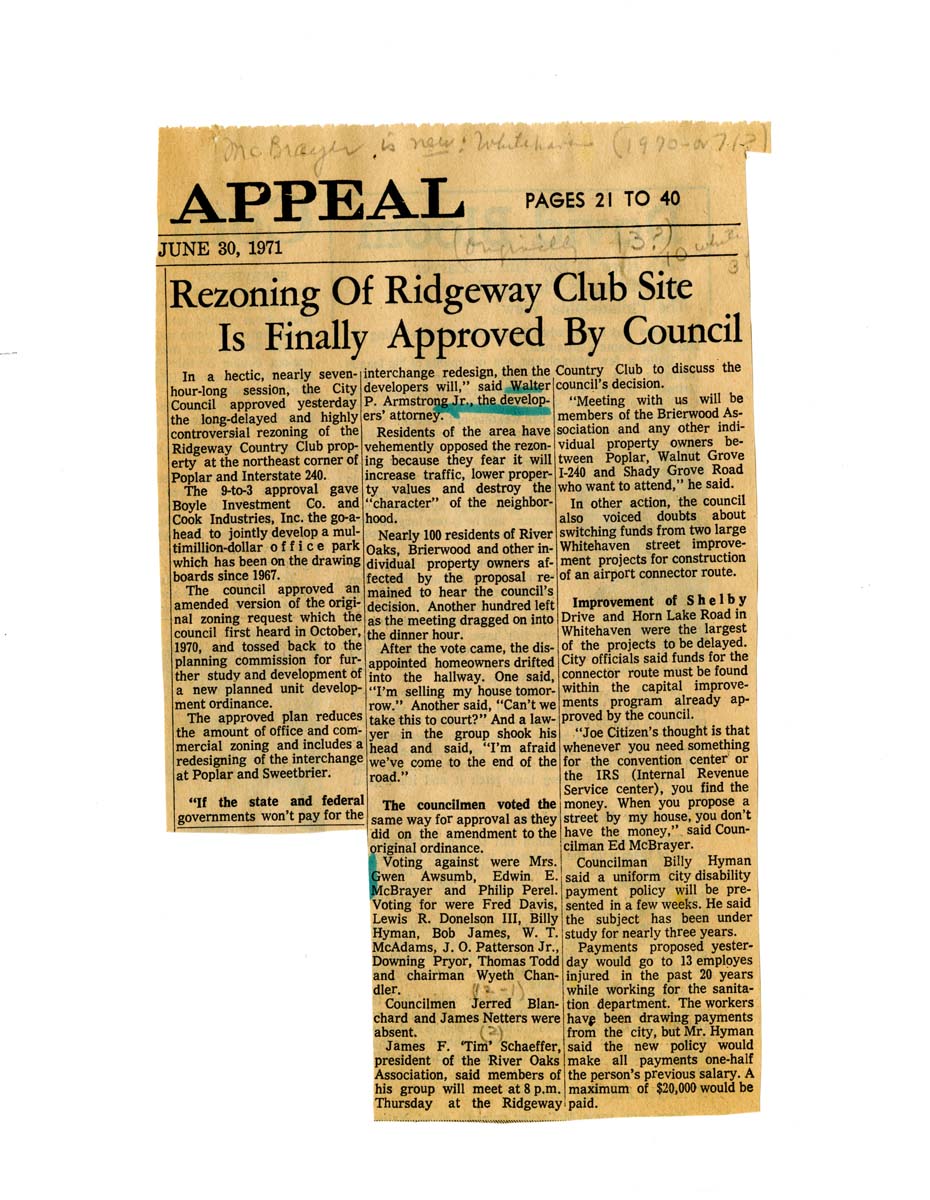 McBrayer is new: Whitehaven (1970 or 71?)
APPEAL
PAGES 21 TO 40
JUNE 30, 1971
(originally 13?)
10 white
3
Rezoning Of Ridgeway Club Site
Is Finally Approved By Council
In a hectic, nearly seven-
hour-long session, the City
Council approved yesterday
the long-delayed and highly
controversial rezoning of the
Ridgeway Country Club prop-
erty at the northeast corner of
Poplar and Interstate 240.
The 9-to-3 approval gave
Boyle Investment Co. and
Cook Industries, Inc. the go-a-
head to jointly develop a mul-
timillion-dollar office park
which has been on the drawing
boards since 1967.
The council approved an
amended version of the origi-
nal zoning request which the
council first heard in October,
1970, and tossed back to the
planning commission for fur-
ther study and development of
a new planned unit develop-
ment ordinance.
The approved plan reduces
the amount of office and com-
mercial zoning and includes a
redesigning of the interchange
at Poplar and Sweetbrier.
"If the state and federal
governments won't pay for the
interchange redesign, then the
developers will," said Walter
P. Armstrong Jr., the develop-
ers' attorney.
Residents of the area have
vehemently opposed the rezon-
ing because they fear it will
increase traffic, lower proper-
ty values and destroy the
"character" of the neighbor-
hood.
Nearly 100 residents of River
Oaks, Brierwood and other in-
dividual property owners af-
fected by the proposal re-
mained to hear the council's
decision. Another hundred left
as the meeting dragged on into
the dinner hour.
After the vote came, the dis-
appointed homeowners drifted
into the hallway. One said,
"I'm selling my house tomor-
row." Another said, "Can't we
take this to court?" And a law-
yer in the group shook his
head and said, "I'm afraid
we've come to the end of the
road."
The councilmen voted the
same way for approval as they
did on the amendment to the
original ordinance.
Voting against were Mrs.
Gwen Awsumb, Edwin E.
McBrayer and Philip Perel.
Voting for were Fred Davis,
Lewis R. Donelson III, Billy
Hyman, Bob James, W. T.
McAdams, J. O. Patterson Jr.,
Downing Pryor, Thomas Todd
and chairman Wyeth Chan-
dler.
(12-1)
Councilmen Jerred Blan-
chard and James Netters were
absent.
(2)
James F. 'Tim' Schaeffer,
president of the River Oaks
Association, said members of
his group will meet at 8 p.m.
Thursday at the Ridgeway
Country Club to discuss the
council's decision.
"Meeting with us will be
members of the Brierwood As-
sociation and any other indi-
vidual property owners be-
tween Poplar, Walnut Grove
I-240 and Shady Grove Road
who want to attend," he said.
In other action, the council
also voiced doubts about
switching funds from two large
Whitehaven street improve-
ment projects for construction
of an airport connector route.
Improvement of Shelby
Drive and Horn Lake Road in
Whitehaven were the largest
of the projects to be delayed.
City officials said funds for the
connector route must be found
within the capital improve-
ments program already ap-
proved by the council.
"Joe Citizen's thought is that
whenever you need something
for the convention center or
the IRS (Internal Revenue
Service center), you find the
money. When you propose a
street by my house, you don't
have the money," said Coun-
cilman Ed McBrayer.
Councilman Billy Hyman
said a uniform city disability
payment policy will be pre-
sented in a few weeks. He said
the subject has been under
study for nearly three years.
Payments proposed yester-
day would go to 13 employes
injured in the past 20 years
while working for the sanita-
tion department. The workers
have been drawing payments
from the city, but Mr. Hyman
said the new policy would
make all payments one-half
the person's previous salary. A
maximum of $20,000 would be
paid.